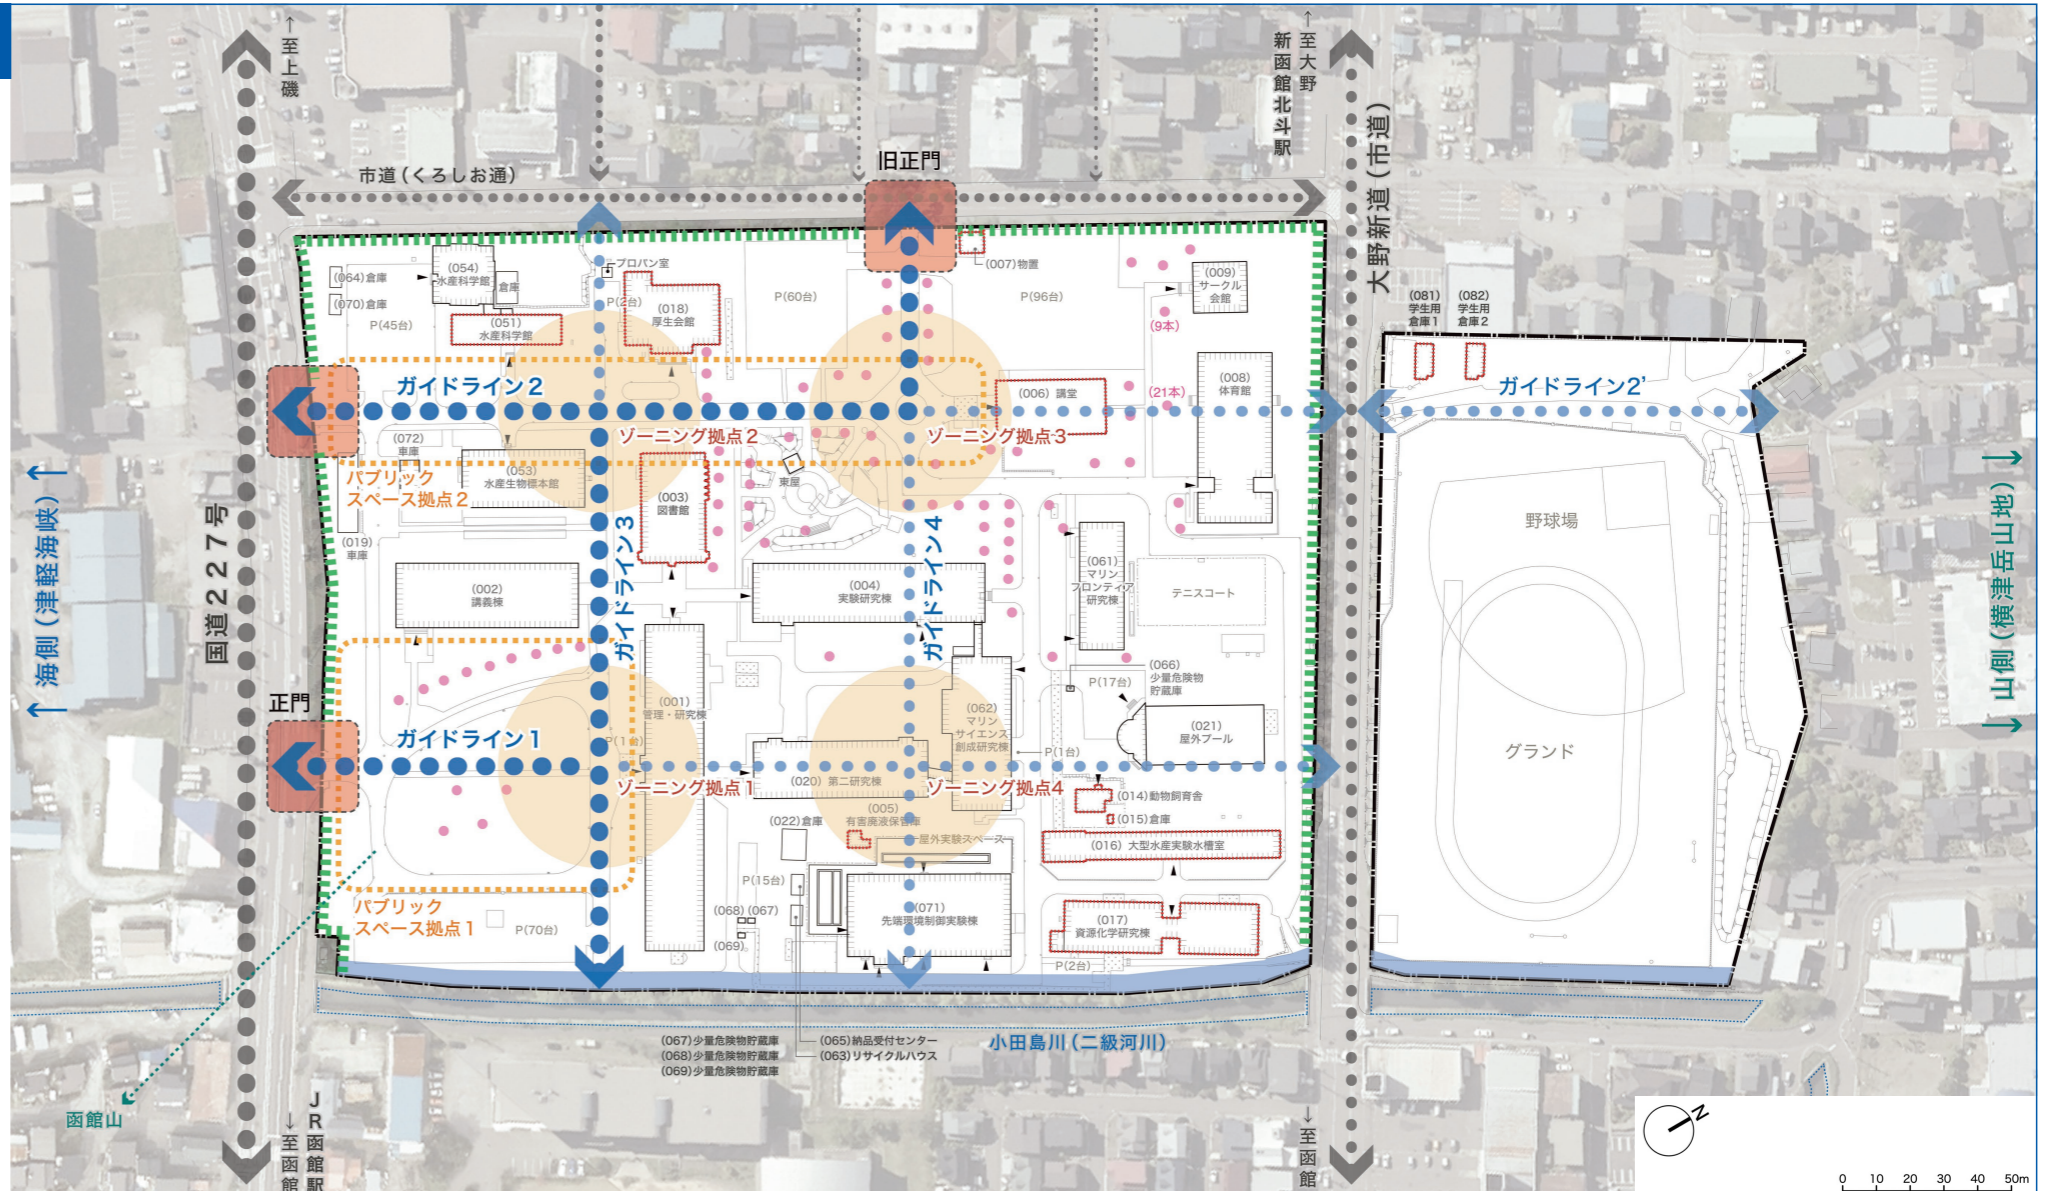 ↑至上磯
↑至大野
新函館北斗駅
大野新道（市道）
市道（くろしお通）
旧正門
(064)倉庫
(070)倉庫
P(45台)
(054)
水産科学館
倉庫
プロパン室
P(2台)
(018)
厚生会館
(051)
水産科学館
P(60台)
(007)物置
P(96台)
(009)
サークル
会館
(9本)
(081)
学生用
倉庫1
(082)
学生用
倉庫2
ガイドライン2
(006) 講堂
(21本)
(008)
体育館
ガイドライン2’
ゾーニング拠点2
ゾーニング拠点3
(072)
車庫
(053)
水産生物標本館
パブリック
スペース拠点2
東屋
(003)
図書館
(019)
車庫
国道227号
↑海側（津軽海峡）↑
↑山側（横津岳山地）↓
野球場
ガイドライン3
ガイドライン4
(002)
講義棟
(004)
実験研究棟
(061)
マリン
フロンティア
研究棟
テニスコート
(066)
少量危険物
貯蔵庫
P(17台)
正門
(001)
管理・研究棟
(062)
マリン
サイエンス
創成研究棟
(021)
屋外プール
グランド
ガイドライン1
P(1台)
P(1台)
(020) 第二研究棟
ゾーニング拠点1
ゾーニング拠点4
(014)動物飼育舎
(015)倉庫
(005)
有害廃液保管庫
(022)倉庫
屋外実験スペース
(016) 大型水産実験水槽室
P(15台)
パブリック
スペース拠点1
P(70台)
(068)(067)
(069)
(071)
先端環境制御実験棟
(017)
資源化学研究棟
P(2台)
(067)少量危険物貯蔵庫
(068)少量危険物貯蔵庫
(069)少量危険物貯蔵庫
(065)納品受付センター
(063)リサイクルハウス
小田島川（二級河川）
函館山
↓至函館
JR函館駅
↓至函館
N
0 10 20 30 40 50m